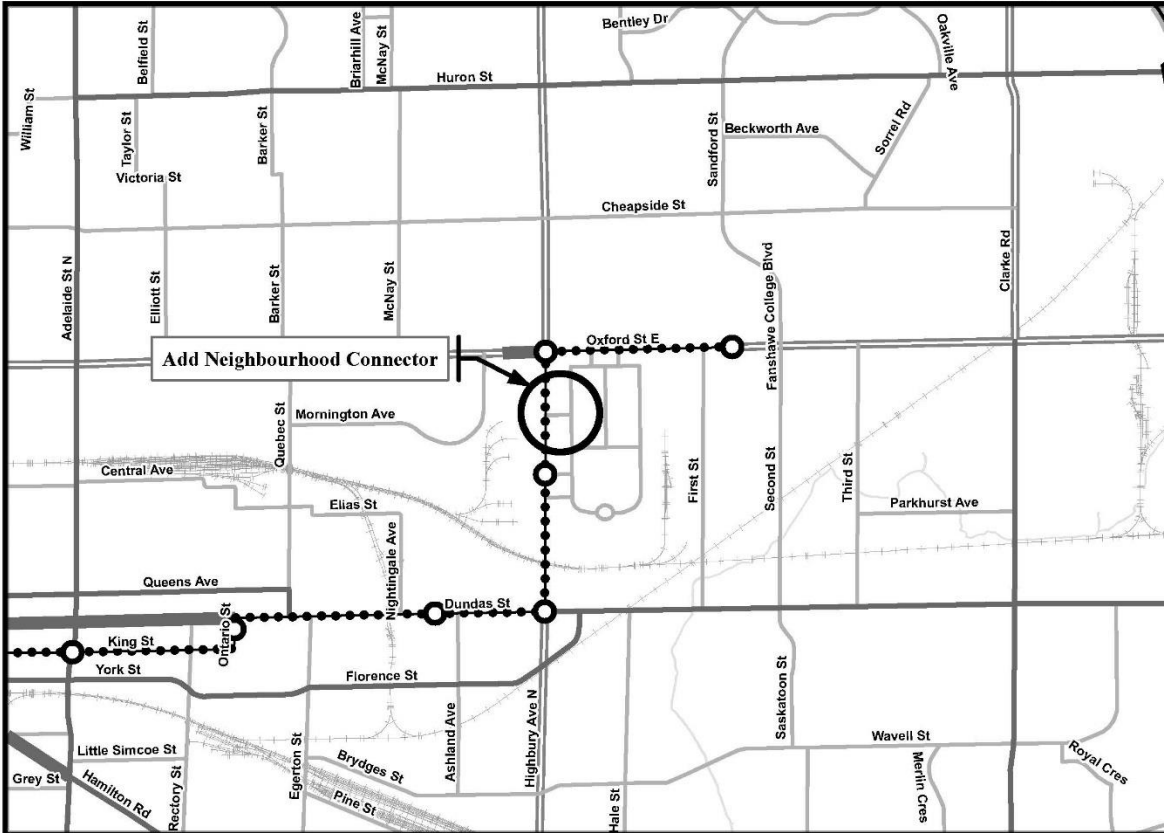 Bentley Dr
Oakville Ave
Belfield St
Briarhill Ave
McNay St
Huron St
William St
Taylor St
Barker St
Sandford St
Beckworth Ave
Sorrel Rd
Victoria St
Cheapside St
Adelaide St N
Elliott St
Barker St
McNay St
Fanshawe College Blvd
Clarke Rd
Oxford St E
Add Neighbourhood Connector
Mornington Ave
Quebec St
Central Ave
Elias St
First St
Second St
Third St
Parkhurst Ave
Nightingale Ave
Queens Ave
Dundas St
Ontario St
King St
York St
Florence St
Saskatoon St
Wavell St
Little Simcoe St
Grey St
Hamilton Rd
Rectory St
Egerton St
Brydges St
Pine St
Ashland Ave
Highbury Ave N
Hale St
Merlin Cres
Royal Cres